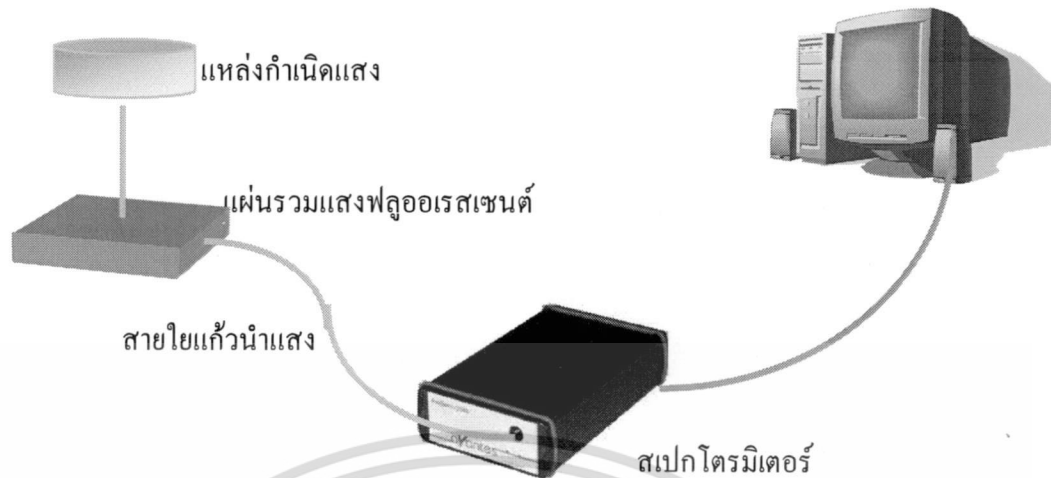 แหล่งกำเนิดแสง
แผ่นรวมแสงฟลูออเรสเซนต์
สายใยแก้วนำแสง
avantes
สเปกโตรมิเตอร์